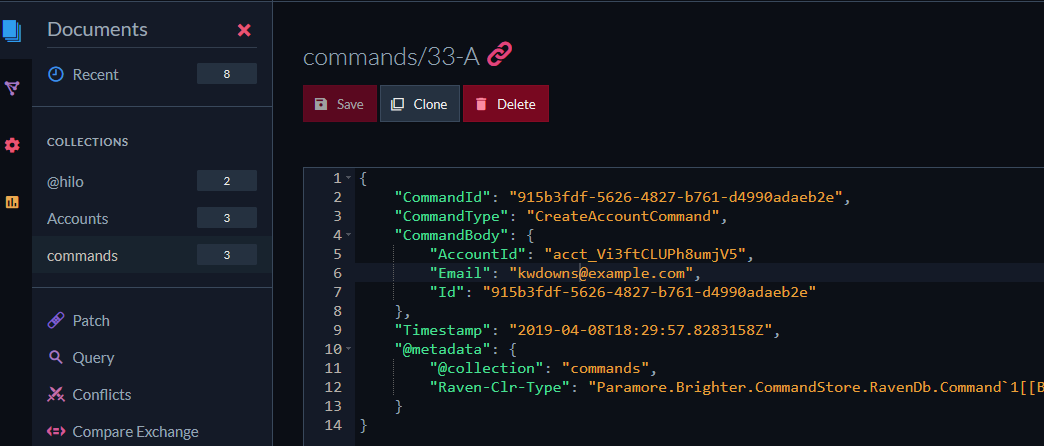 Documents
Recent 8
COLLECTIONS
@hilo 2
Accounts 3
commands 3
Patch
Query
Conflicts
Compare Exchange
commands/33-A
Save Clone Delete
1 {
2 "CommandId": "915b3fdf-5626-4827-b761-d4990adaeb2e",
3 "CommandType": "CreateAccountCommand",
4 "CommandBody": {
5 "AccountId": "acct_Vi3ftCLUPh8umjV5",
6 "Email": "kwdowns@example.com",
7 "Id": "915b3fdf-5626-4827-b761-d4990adaeb2e"
8 },
9 "Timestamp": "2019-04-08T18:29:57.8283158Z",
10 "@metadata": {
11 "@collection": "commands",
12 "Raven-Clr-Type": "Paramore.Brighter.CommandStore.RavenDb.Command`1[[B
13 }
14 }